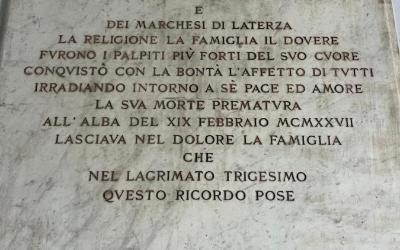 E
DEI MARCHESI DI LATERZA
LA RELIGIONE LA FAMIGLIA IL DOVERE
FVRONO I PALPITI PIV̀ FORTI DEL SVO CVORE
CONQVISTÒ CON LA BONTÀ L'AFFETTO DI TVTTI
IRRADIANDO INTORNO A SÈ PACE ED AMORE
LA SVA MORTE PREMATVRA
ALL'ALBA DEL XIX FEBBRAIO MCMXXVII
LASCIAVA NEL DOLORE LA FAMIGLIA
CHE
NEL LAGRIMATO TRIGESIMO
QVESTO RICORDO POSE